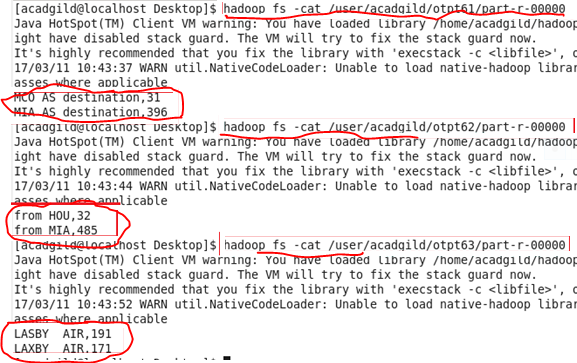 [acadgild@localhost Desktop]$ hadoop fs -cat /user/acadgild/otpt61/part-r-00000
Java HotSpot(TM) Client VM warning: You have loaded library /home/acadgild/hadoop
ight have disabled stack guard. The VM will try to fix the stack guard now.
It's highly recommended that you fix the library with 'execstack -c <libfile>', o
17/03/11 10:43:37 WARN util.NativeCodeLoader: Unable to load native-hadoop librar
asses where applicable
MCO AS destination,31
MIA AS destination,396
[acadgild@localhost Desktop]$ hadoop fs -cat /user/acadgild/otpt62/part-r-00000
Java HotSpot(TM) Client VM warning: You have loaded library /home/acadgild/hadoop
ight have disabled stack guard. The VM will try to fix the stack guard now.
It's highly recommended that you fix the library with 'execstack -c <libfile>', o
17/03/11 10:43:44 WARN util.NativeCodeLoader: Unable to load native-hadoop librar
asses where applicable
from HOU,32
from MIA,485
[acadgild@localhost Desktop]$ hadoop fs -cat /user/acadgild/otpt63/part-r-00000
Java HotSpot(TM) Client VM warning: You have loaded library /home/acadgild/hadoop
ight have disabled stack guard. The VM will try to fix the stack guard now.
It's highly recommended that you fix the library with 'execstack -c <libfile>', o
17/03/11 10:43:52 WARN util.NativeCodeLoader: Unable to load native-hadoop librar
asses where applicable
LASBY  AIR,191
LAXBY  AIR,171